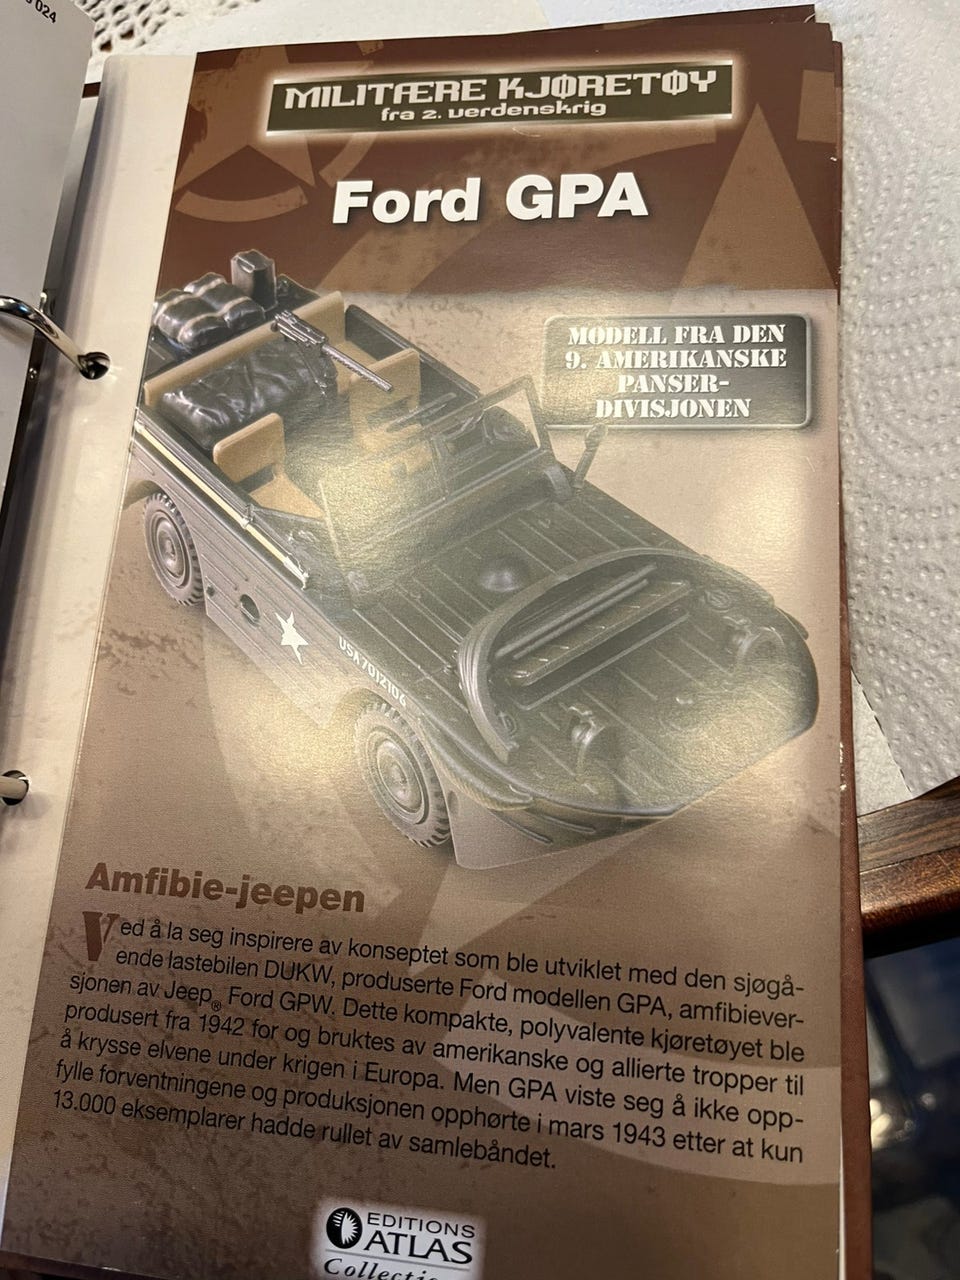 024
MILITÆRE KJØRETØY
fra 2. verdenskrig
Ford GPA
MODELL FRA DEN
9. AMERIKANSKE
PANSER-
DIVISJONEN
USA 7012104
Amfibie-jeepen
Ved å la seg inspirere av konseptet som ble utviklet med den sjøgå-
ende lastebilen DUKW, produserte Ford modellen GPA, amfibiever-
sjonen av Jeep® Ford GPW. Dette kompakte, polyvalente kjøretøyet ble
produsert fra 1942 for og bruktes av amerikanske og allierte tropper til
å krysse elvene under krigen i Europa. Men GPA viste seg å ikke opp-
fylle forventningene og produksjonen opphørte i mars 1943 etter at kun
13.000 eksemplarer hadde rullet av samlebåndet.
EDITIONS
ATLAS